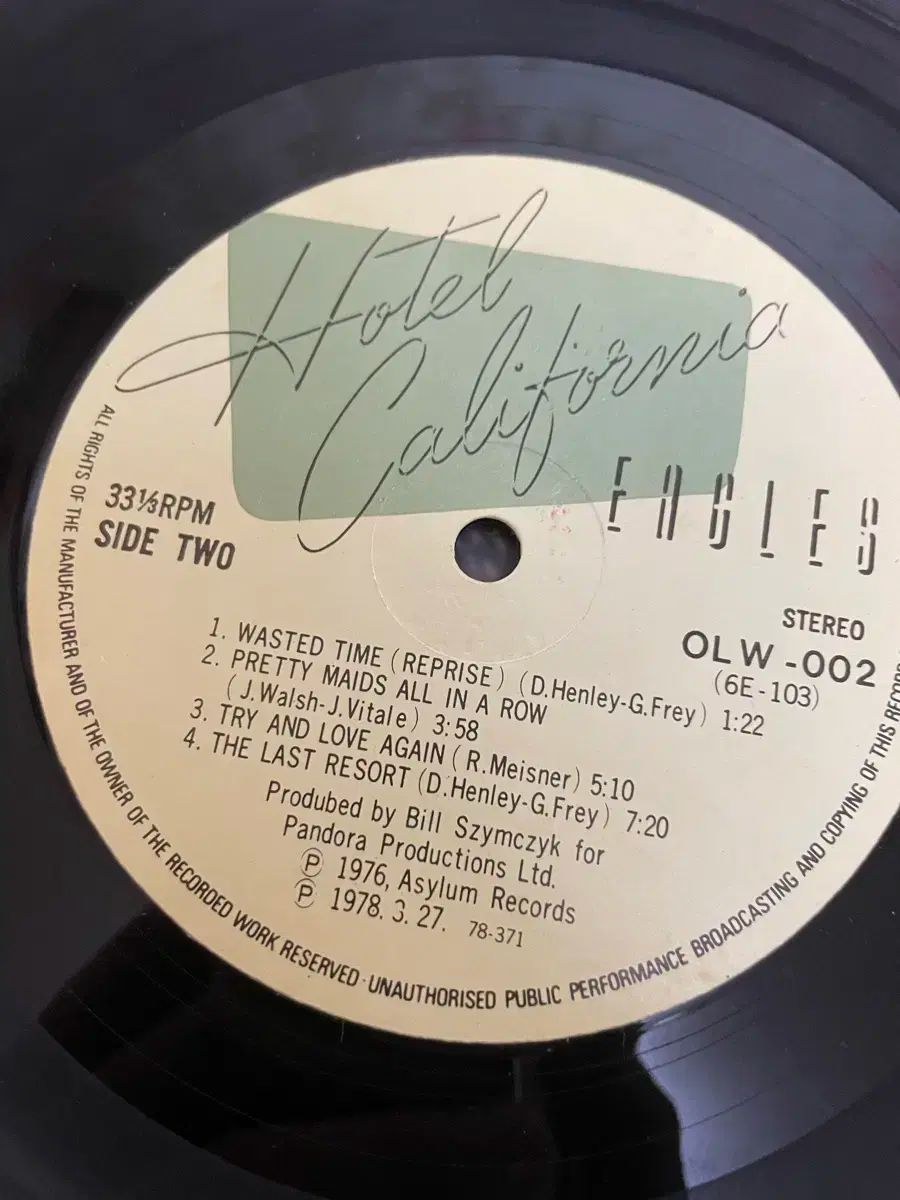 Hotel
California
EAGLES
33⅓RPM
SIDE TWO
STEREO
OLW-002
(6E-103)
1. WASTED TIME (REPRISE) (D.Henley-G.Frey) 1:22
2. PRETTY MAIDS ALL IN A ROW
(J.Walsh-J.Vitale) 3:58
3. TRY AND LOVE AGAIN (R.Meisner) 5:10
4. THE LAST RESORT (D.Henley-G.Frey) 7:20
Produbed by Bill Szymczyk for
Pandora Productions Ltd.
Ⓟ 1976, Asylum Records
Ⓟ 1978. 3. 27. 78-371
ALL RIGHTS OF THE MANUFACTURER AND OF THE OWNER OF THE RECORDED WORK RESERVED · UNAUTHORISED PUBLIC PERFORMANCE BROADCASTING AND COPYING OF THIS RECORD